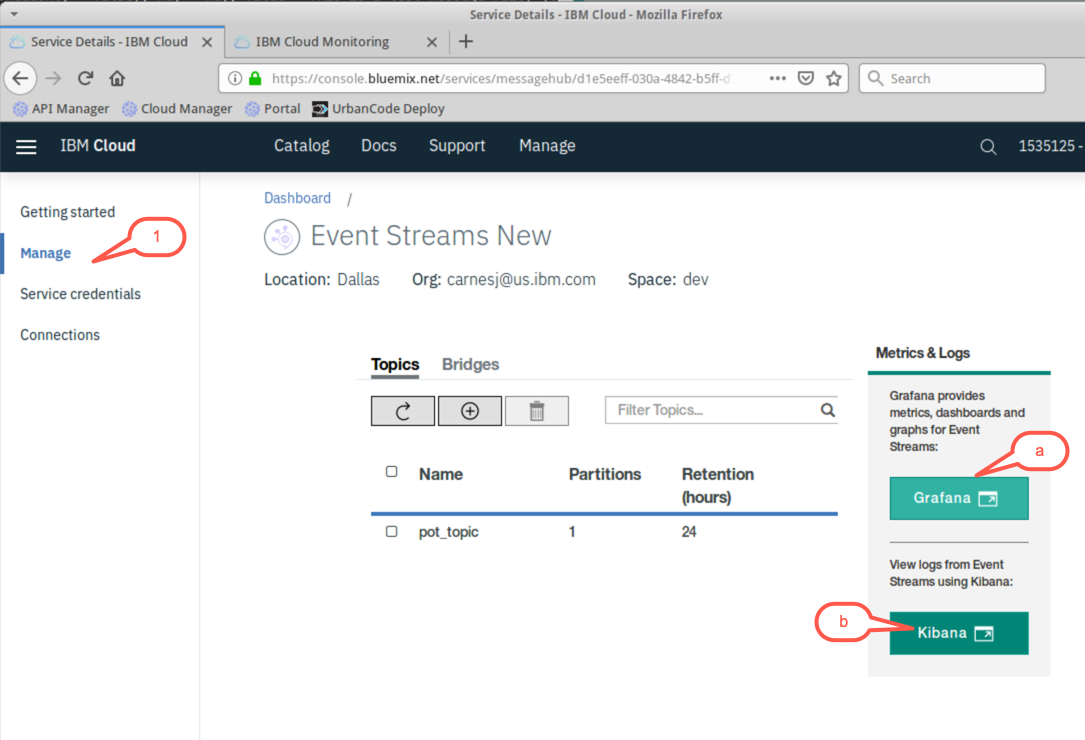 Service Details - IBM Cloud - Mozilla Firefox
Service Details - IBM Cloud
IBM Cloud Monitoring
https://console.bluemix.net/services/messagehub/d1e5eeff-030a-4842-b5ff-d
Search
API Manager Cloud Manager Portal UrbanCode Deploy
IBM Cloud Catalog Docs Support Manage 1535125 -
Getting started
1
Manage
Service credentials
Connections
Dashboard /
Event Streams New
Location: Dallas Org: carnesj@us.ibm.com Space: dev
Topics Bridges
Filter Topics...
Name Partitions Retention
(hours)
pot_topic 1 24
Metrics & Logs
Grafana provides
metrics, dashboards and
graphs for Event
Streams:
a
Grafana
View logs from Event
Streams using Kibana:
b
Kibana